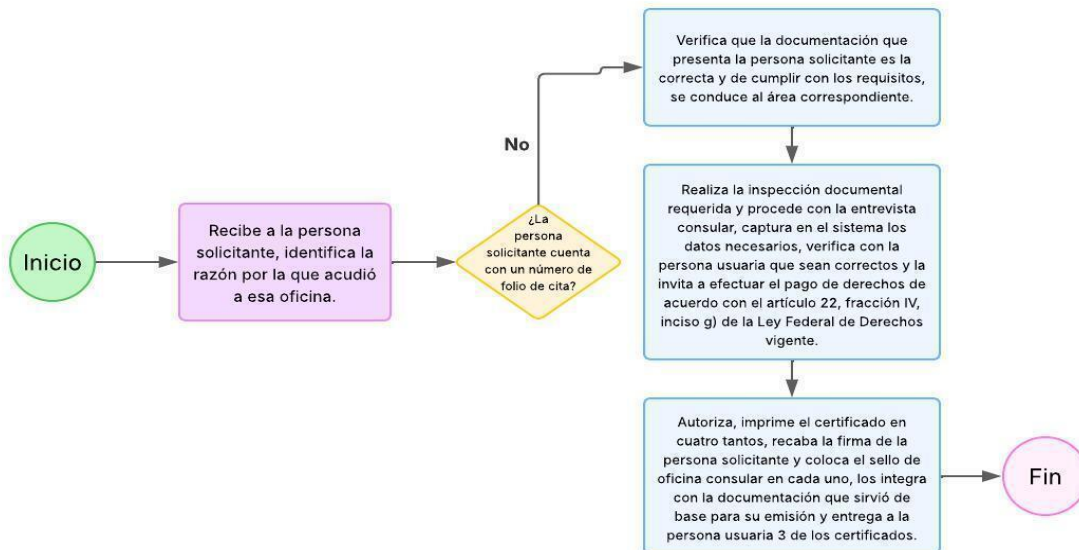 Inicio
Recibe a la persona
solicitante, identifica la
razón por la que acudió
a esa oficina.
¿La
persona
solicitante cuenta
con un número de
folio de cita?
No
Verifica que la documentación que
presenta la persona solicitante es la
correcta y de cumplir con los requisitos,
se conduce al área correspondiente.
Realiza la inspección documental
requerida y procede con la entrevista
consular, captura en el sistema los
datos necesarios, verifica con la
persona usuaria que sean correctos y la
invita a efectuar el pago de derechos de
acuerdo con el artículo 22, fracción IV,
inciso g) de la Ley Federal de Derechos
vigente.
Autoriza, imprime el certificado en
cuatro tantos, recaba la firma de la
persona solicitante y coloca el sello de
oficina consular en cada uno, los integra
con la documentación que sirvió de
base para su emisión y entrega a la
persona usuaria 3 de los certificados.
Fin